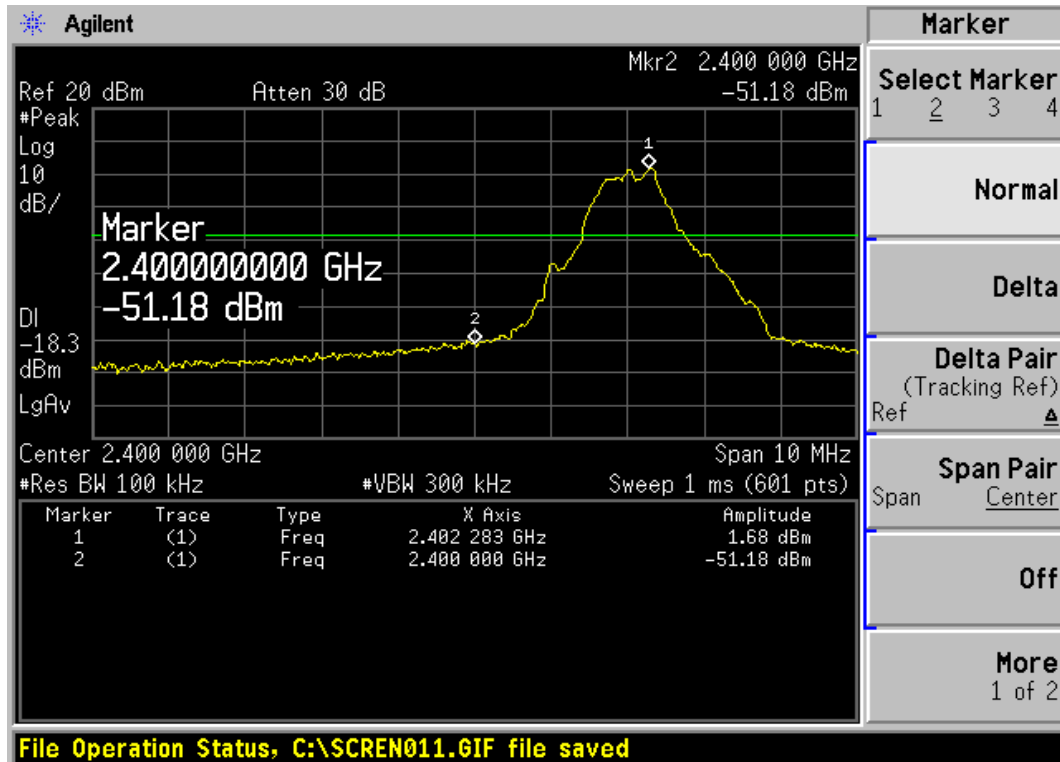 Agilent
Marker
Mkr2 2.400 000 GHz
Ref 20 dBm Atten 30 dB -51.18 dBm
#Peak
Log
10
dB/
1
Marker
2.400000000 GHz
-51.18 dBm
2
DI
-18.3
dBm
LgAv
Center 2.400 000 GHz Span 10 MHz
#Res BW 100 kHz #VBW 300 kHz Sweep 1 ms (601 pts)
Marker Trace Type X Axis Amplitude
1 (1) Freq 2.402 283 GHz 1.68 dBm
2 (1) Freq 2.400 000 GHz -51.18 dBm
Select Marker
1 2 3 4
Normal
Delta
Delta Pair
(Tracking Ref)
Ref Δ
Span Pair
Span Center
Off
More
1 of 2
File Operation Status, C:\SCREN011.GIF file saved